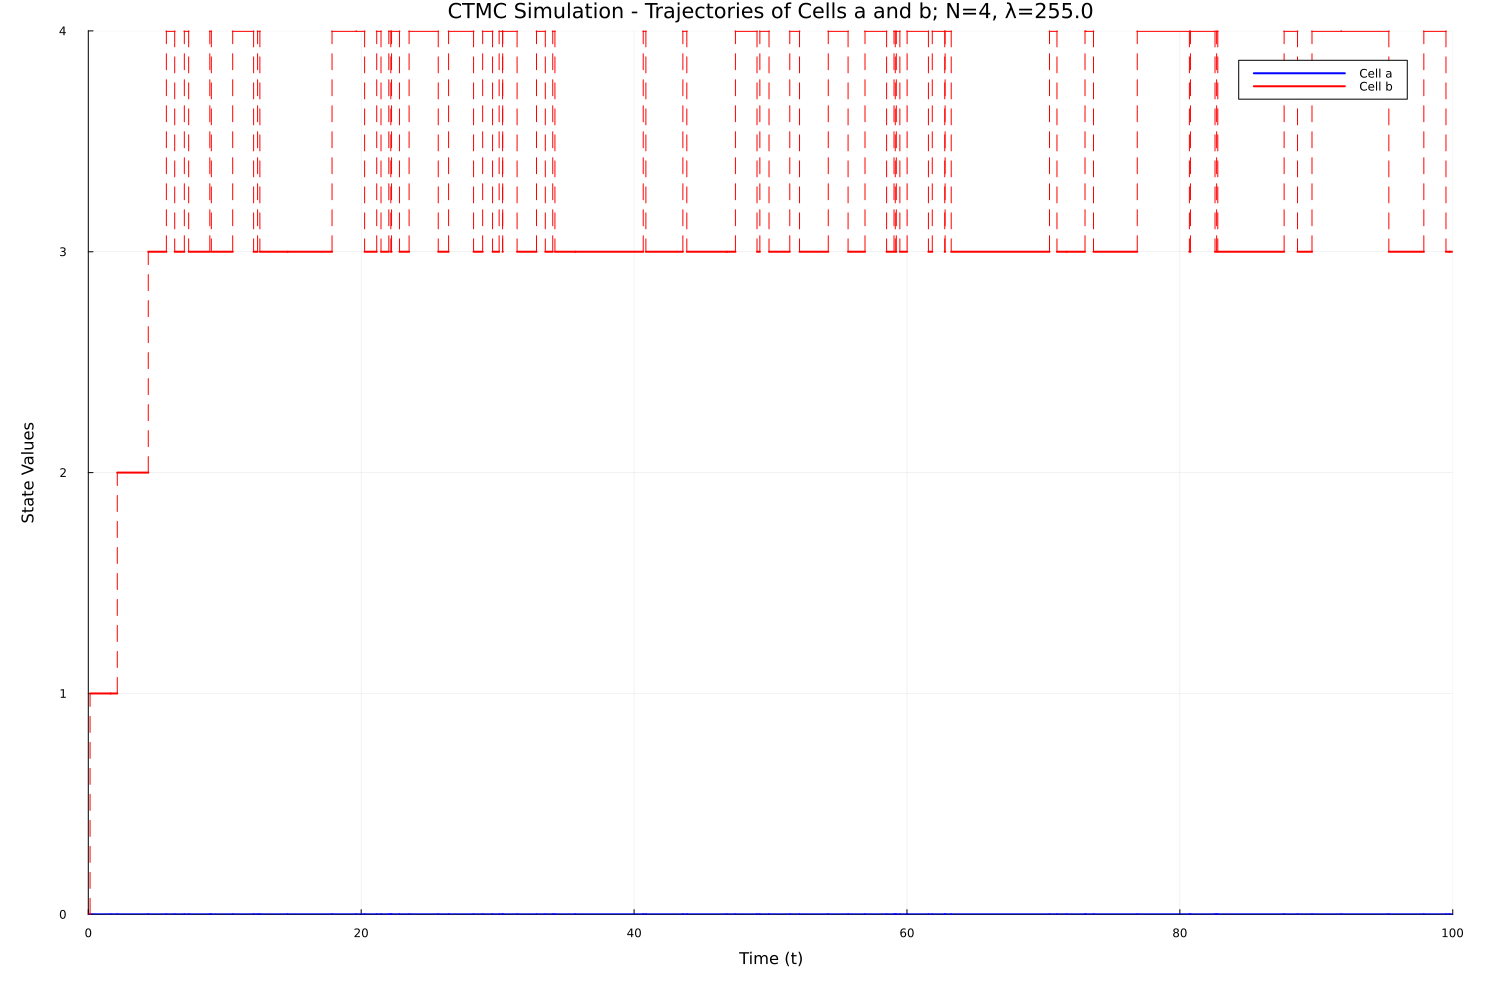 CTMC Simulation - Trajectories of Cells a and b; N=4, λ=255.0
4
Cell a
Cell b
3
State Values
2
1
0
0 20 40 60 80 100
Time (t)